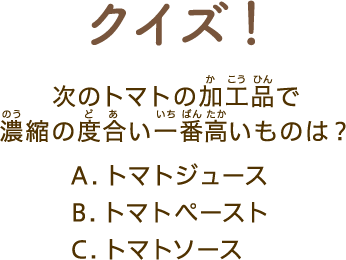 クイズ！
次のトマトの加工品で
濃縮の度合い一番高いものは？
A. トマトジュース
B. トマトペースト
C. トマトソース